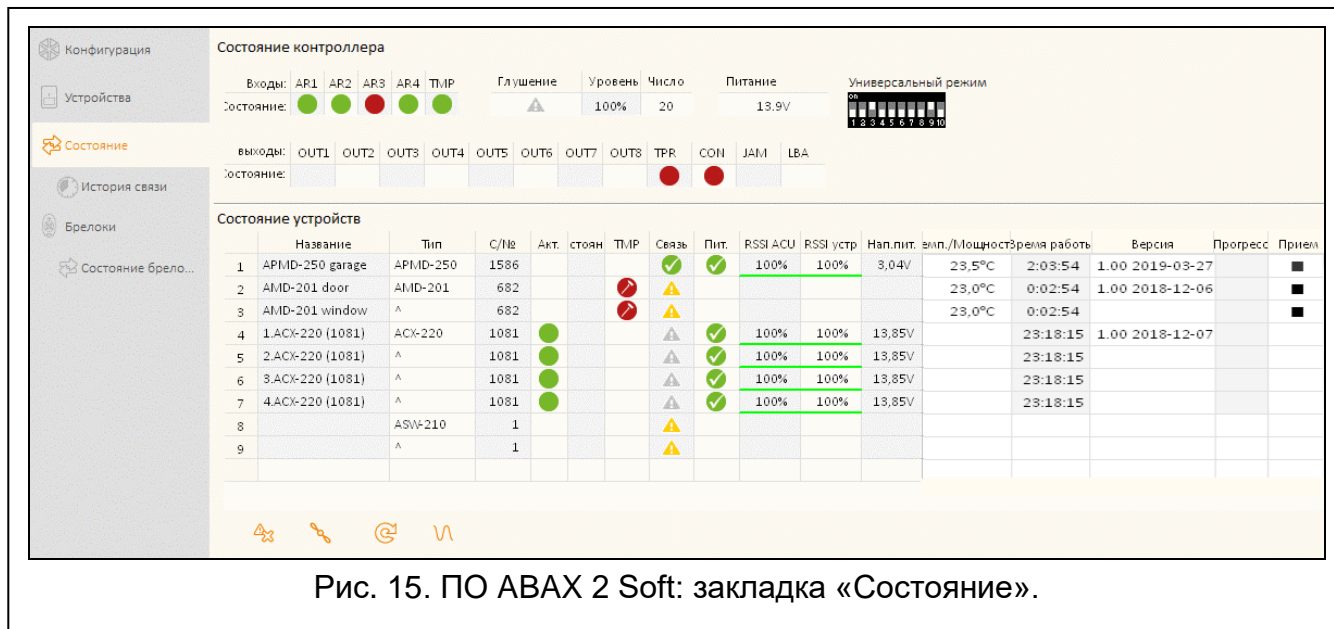 Конфигурация
Устройства
Состояние
История связи
Брелоки
Состояние брело...
Состояние контроллера
Входы: AR1 AR2 AR3 AR4 TMP Глушение Уровень Число Питание Универсальный режим
Состояние: 100% 20 13.9V
on
1 2 3 4 5 6 7 8 9 10
выходы: OUT1 OUT2 OUT3 OUT4 OUT5 OUT6 OUT7 OUT8 TPR CON JAM LBA
Состояние:
Состояние устройств
Название Тип С/№ Акт. стоян TMP Связь Пит. RSSI ACU RSSI устр Нап.пит. емп./Мощност Время работь Версия Прогресс Прием
1 APMD-250 garage APMD-250 1586 100% 100% 3,04V 23,5°C 2:03:54 1.00 2019-03-27
2 AMD-201 door AMD-201 682 23,0°C 0:02:54 1.00 2018-12-06
3 AMD-201 window ^ 682 23,0°C 0:02:54
4 1.ACX-220 (1081) ACX-220 1081 100% 100% 13,85V 23:18:15 1.00 2018-12-07
5 2.ACX-220 (1081) ^ 1081 100% 100% 13,85V 23:18:15
6 3.ACX-220 (1081) ^ 1081 100% 100% 13,85V 23:18:15
7 4.ACX-220 (1081) ^ 1081 100% 100% 13,85V 23:18:15
8 ASW-210 1
9 ^ 1
Рис. 15. ПО ABAX 2 Soft: закладка «Состояние».